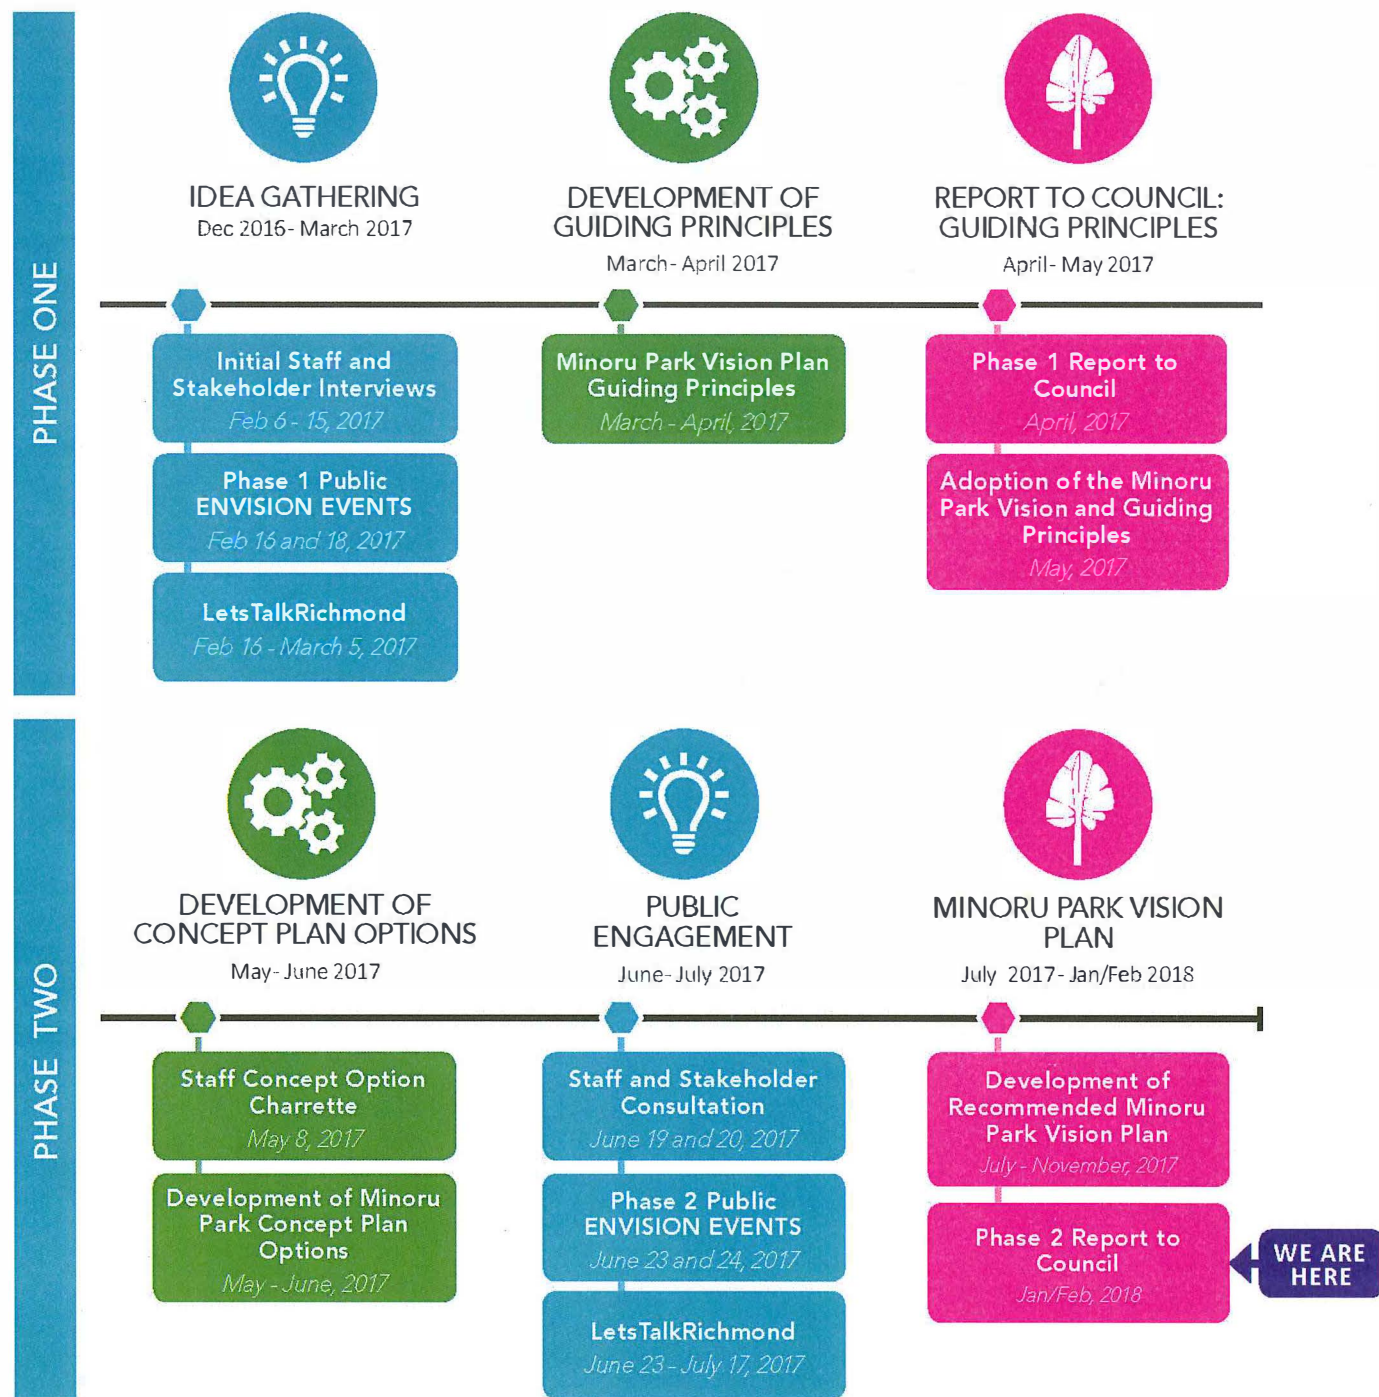 PHASE ONE
IDEA GATHERING
Dec 2016- March 2017
Initial Staff and
Stakeholder Interviews
Feb 6 - 15, 2017
Phase 1 Public
ENVISION EVENTS
Feb 16 and 18, 2017
LetsTalkRichmond
Feb 16 - March 5, 2017
DEVELOPMENT OF
GUIDING PRINCIPLES
March- April 2017
Minoru Park Vision Plan
Guiding Principles
March - April, 2017
REPORT TO COUNCIL:
GUIDING PRINCIPLES
April- May 2017
Phase 1 Report to
Council
April, 2017
Adoption of the Minoru
Park Vision and Guiding
Principles
May, 2017
PHASE TWO
DEVELOPMENT OF
CONCEPT PLAN OPTIONS
May- June 2017
Staff Concept Option
Charrette
May 8, 2017
Development of Minoru
Park Concept Plan
Options
May - June, 2017
PUBLIC
ENGAGEMENT
June- July 2017
Staff and Stakeholder
Consultation
June 19 and 20, 2017
Phase 2 Public
ENVISION EVENTS
June 23 and 24, 2017
LetsTalkRichmond
June 23 - July 17, 2017
MINORU PARK VISION
PLAN
July 2017- Jan/Feb 2018
Development of
Recommended Minoru
Park Vision Plan
July - November, 2017
Phase 2 Report to
Council
Jan/Feb, 2018
WE ARE
HERE